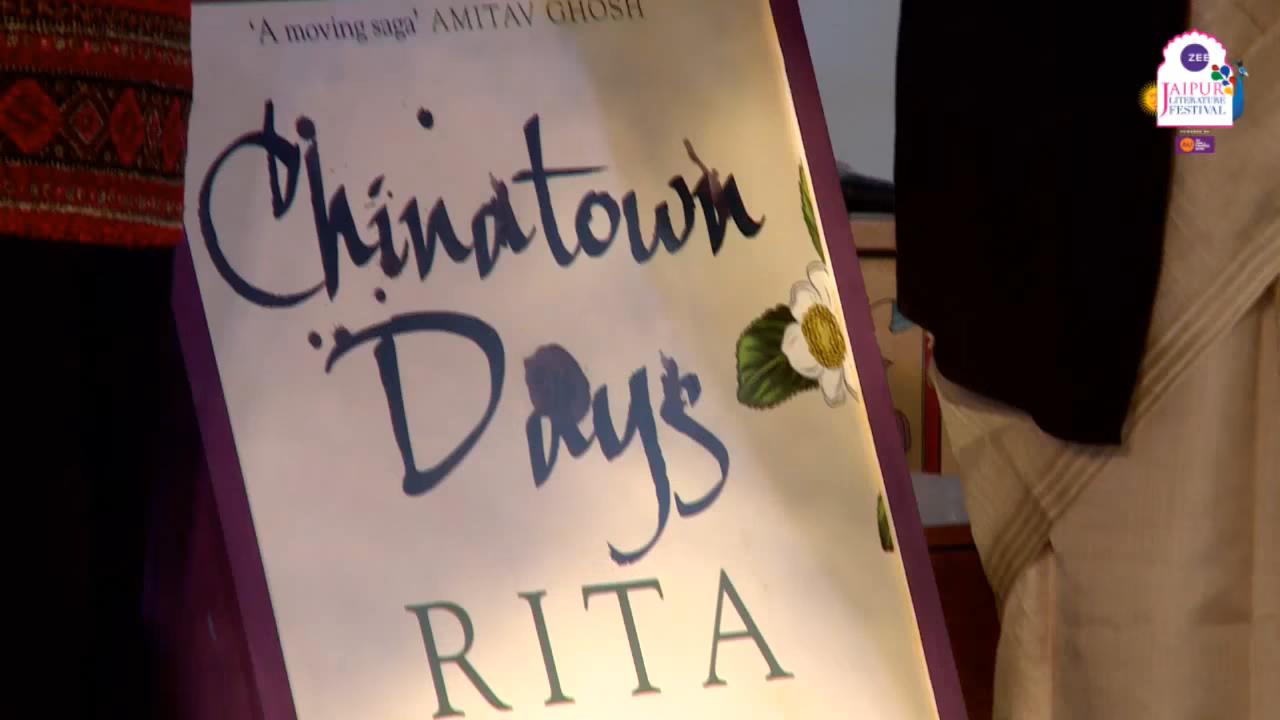 'A moving saga' AMITAV GHOSH
Chinatown
Days
RITA
ZEE
JAIPUR
LITERATURE
FESTIVAL